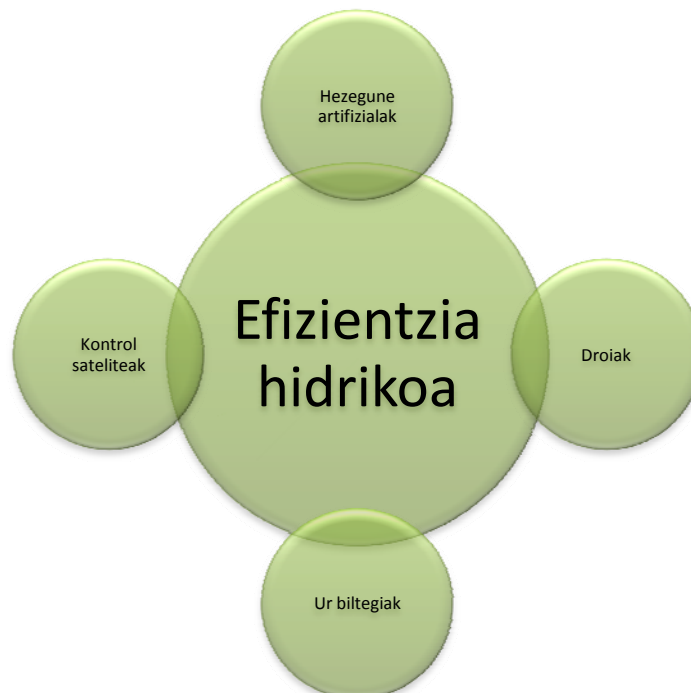 Hezegune
artifizialak
Efizientzia
hidrikoa
Kontrol
sateliteak
Droiak
Ur biltegiak